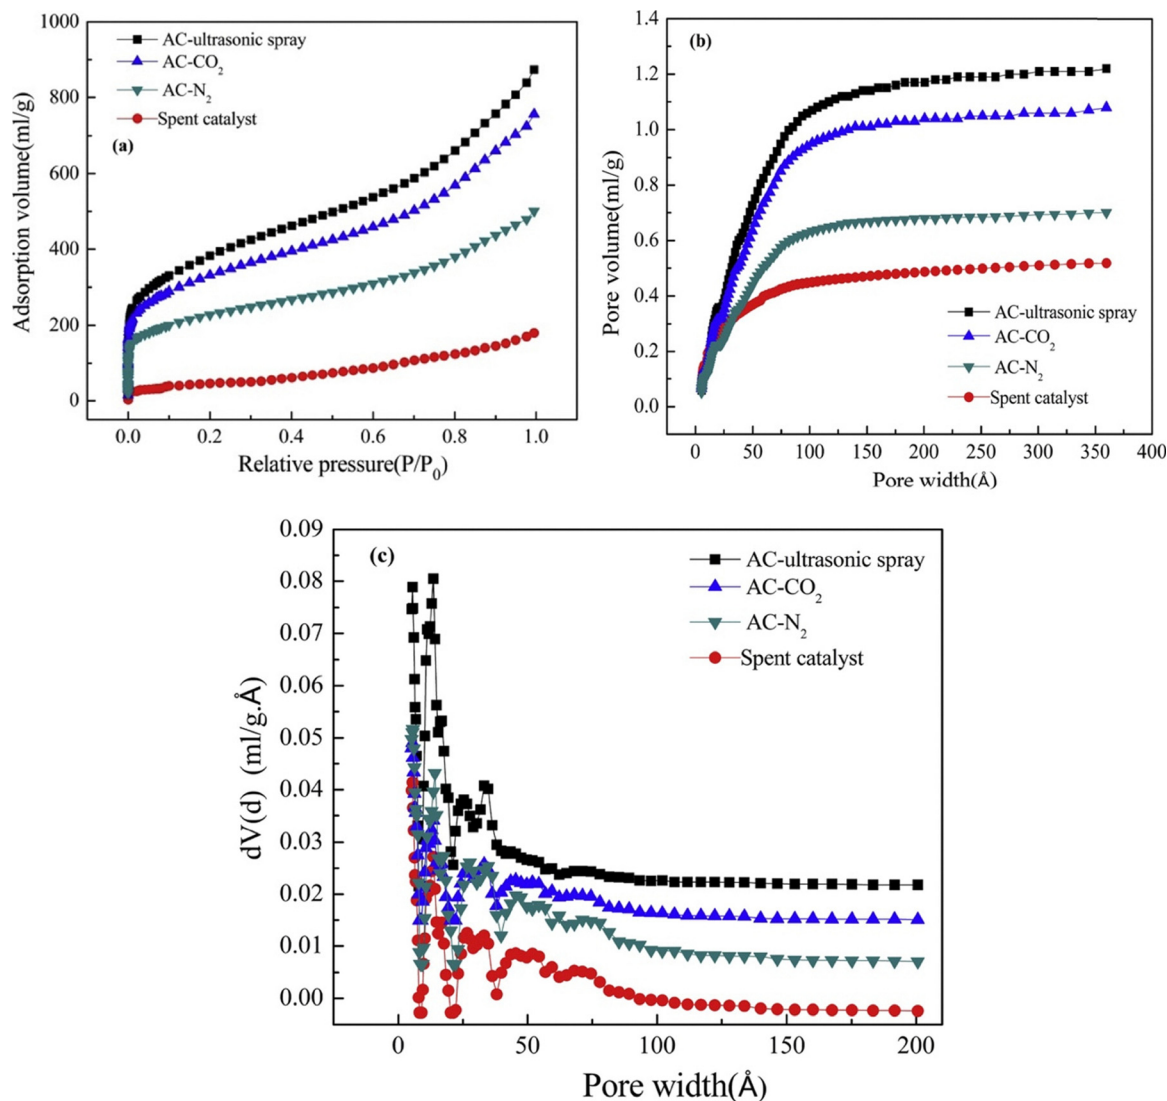 1000
800
600
400
200
0
Adsorption volume(ml/g)
AC-ultrasonic spray
AC-CO₂
AC-N₂
Spent catalyst
(a)
0.0 0.2 0.4 0.6 0.8 1.0
Relative pressure(P/P₀)
1.4
1.2
1.0
0.8
0.6
0.4
0.2
0.0
Pore volume(ml/g)
(b)
AC-ultrasonic spray
AC-CO₂
AC-N₂
Spent catalyst
0 50 100 150 200 250 300 350 400
Pore width(Å)
0.09
0.08
0.07
0.06
0.05
0.04
0.03
0.02
0.01
0.00
dV(d) (ml/g.Å)
(c)
AC-ultrasonic spray
AC-CO₂
AC-N₂
Spent catalyst
0 50 100 150 200
Pore width(Å)